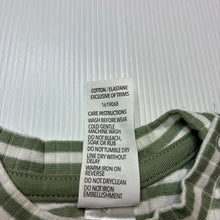 COTTON/ELASTANE
EXCLUSIVE OF TRIMS
1619068
CARE INSTRUCTIONS
WASH BEFORE WEAR
COLD GENTLE
MACHINE WASH
DO NOT BLEACH,
SOAK OR RUB
DO NOT TWIST
LINE DRY WITHOUT
DELAY
WARM IRON ON
REVERSE
DO NOT DRYCLEAN
DO NOT IRON
EMBELLISHMENT